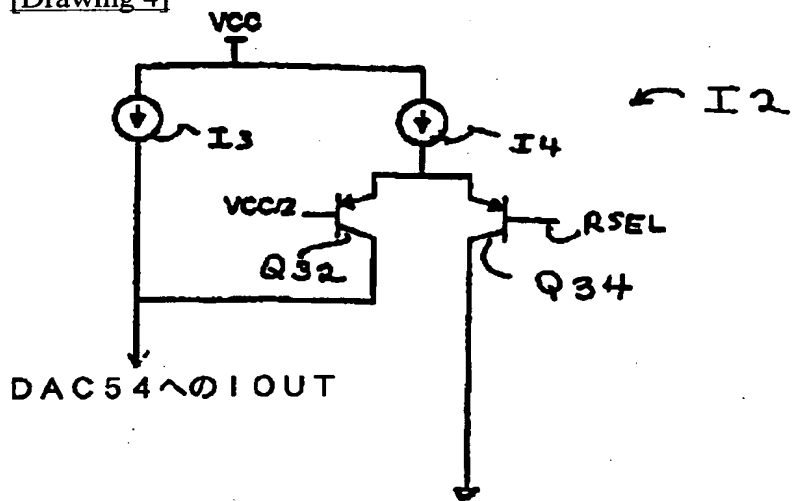 [Drawing 4]
VCC
I2
I3
I4
VCC/2
RSEL
Q32
Q34
DAC54へのIOUT